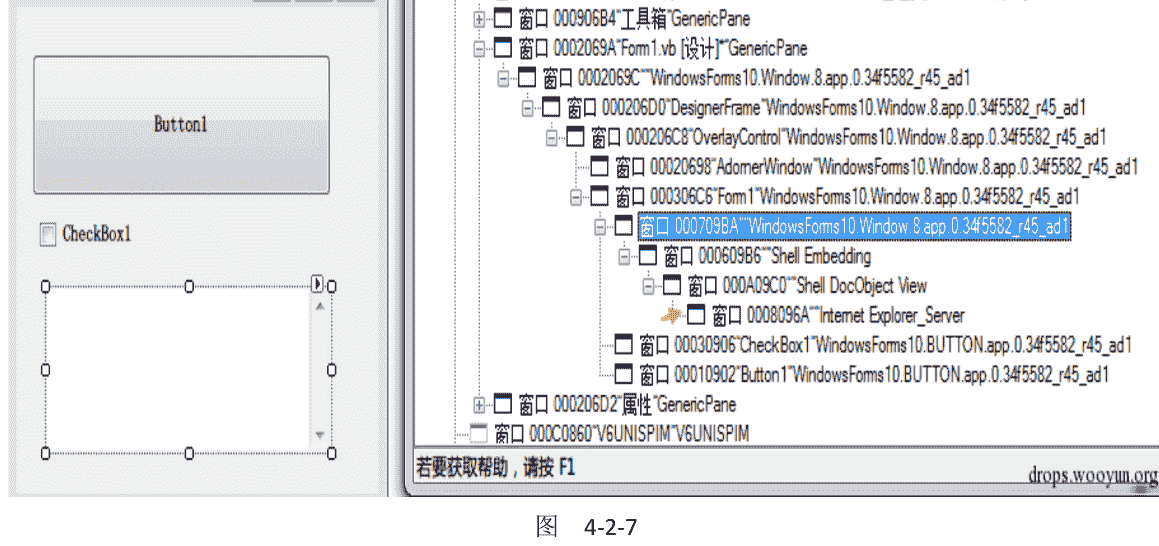 Button1
CheckBox1
窗口 000906B4"工具箱"GenericPane
窗口 0002069A"Form1.vb [设计]*"GenericPane
窗口 0002069C""WindowsForms10.Window.8.app.0.34f5582_r45_ad1
窗口 000206D0"DesignerFrame"WindowsForms10.Window.8.app.0.34f5582_r45_ad1
窗口 000206C8"OverlayControl"WindowsForms10.Window.8.app.0.34f5582_r45_ad1
窗口 00020698"AdornerWindow"WindowsForms10.Window.8.app.0.34f5582_r45_ad1
窗口 000306C6"Form1"WindowsForms10.Window.8.app.0.34f5582_r45_ad1
窗口 000709BA""WindowsForms10.Window.8.app.0.34f5582_r45_ad1
窗口 000609B6""Shell Embedding
窗口 000A09C0""Shell DocObject View
窗口 0008096A""Internet Explorer_Server
窗口 00030906"CheckBox1"WindowsForms10.BUTTON.app.0.34f5582_r45_ad1
窗口 00010902"Button1"WindowsForms10.BUTTON.app.0.34f5582_r45_ad1
窗口 000206D2"属性"GenericPane
窗口 000C0860"V6UNISPIM"V6UNISPIM
若要获取帮助，请按 F1
drops.wooyun.org
图 4-2-7